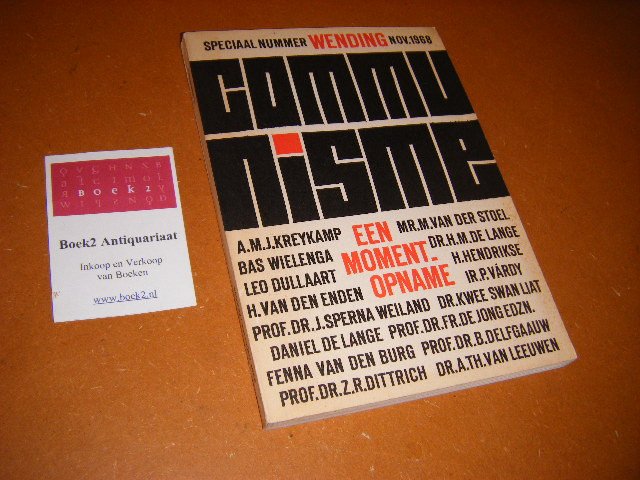 SPECIAAL NUMMER WENDING NOV. 1968
commu
nisme
EEN
MOMENT-
OPNAME
A.M.J. KREYKAMP
BAS WIELENGA
LEO DULLAART
H. VAN DEN ENDEN
MR. M. VAN DER STOEL
DR. H. M. DE LANGE
H. HENDRIKSE
IR. P. VÁRDY
PROF. DR. J. SPERNA WEILAND DR. KWEE SWAN LIAT
DANIEL DE LANGE PROF. DR. FR. DE JONG EDZN.
FENNA VAN DEN BURG PROF. DR. B. DELFGAAUW
PROF. DR. Z. R. DITTRICH DR. A. TH. VAN LEEUWEN
BOEK2
Boek2 Antiquariaat
Inkoop en Verkoop
van Boeken
www.boek2.nl